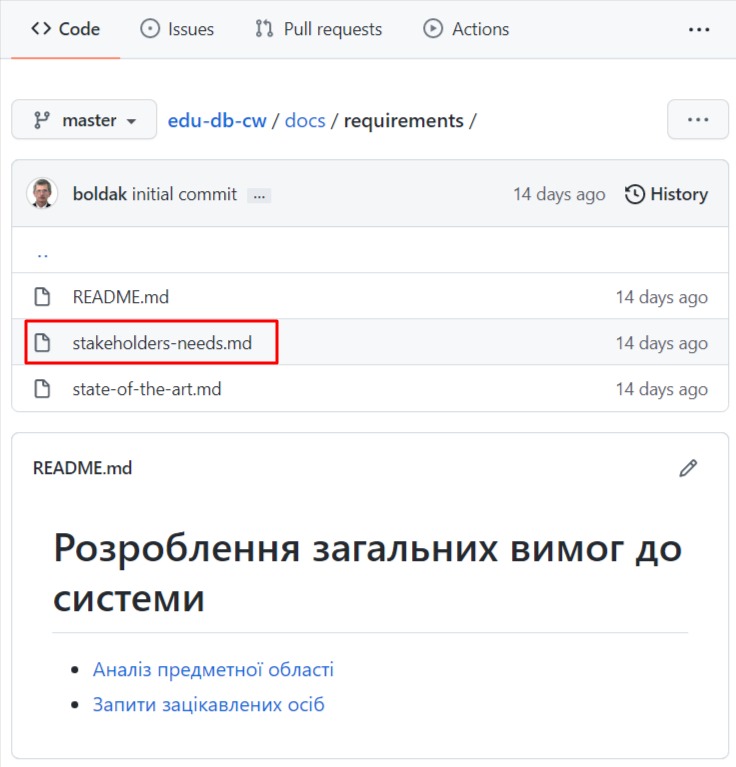 Code Issues Pull requests Actions ...
master edu-db-cw / docs / requirements / ...
boldak initial commit ... 14 days ago History
..
README.md 14 days ago
stakeholders-needs.md 14 days ago
state-of-the-art.md 14 days ago
README.md
Розроблення загальних вимог до
системи
Аналіз предметної області
Запити зацікавлених осіб